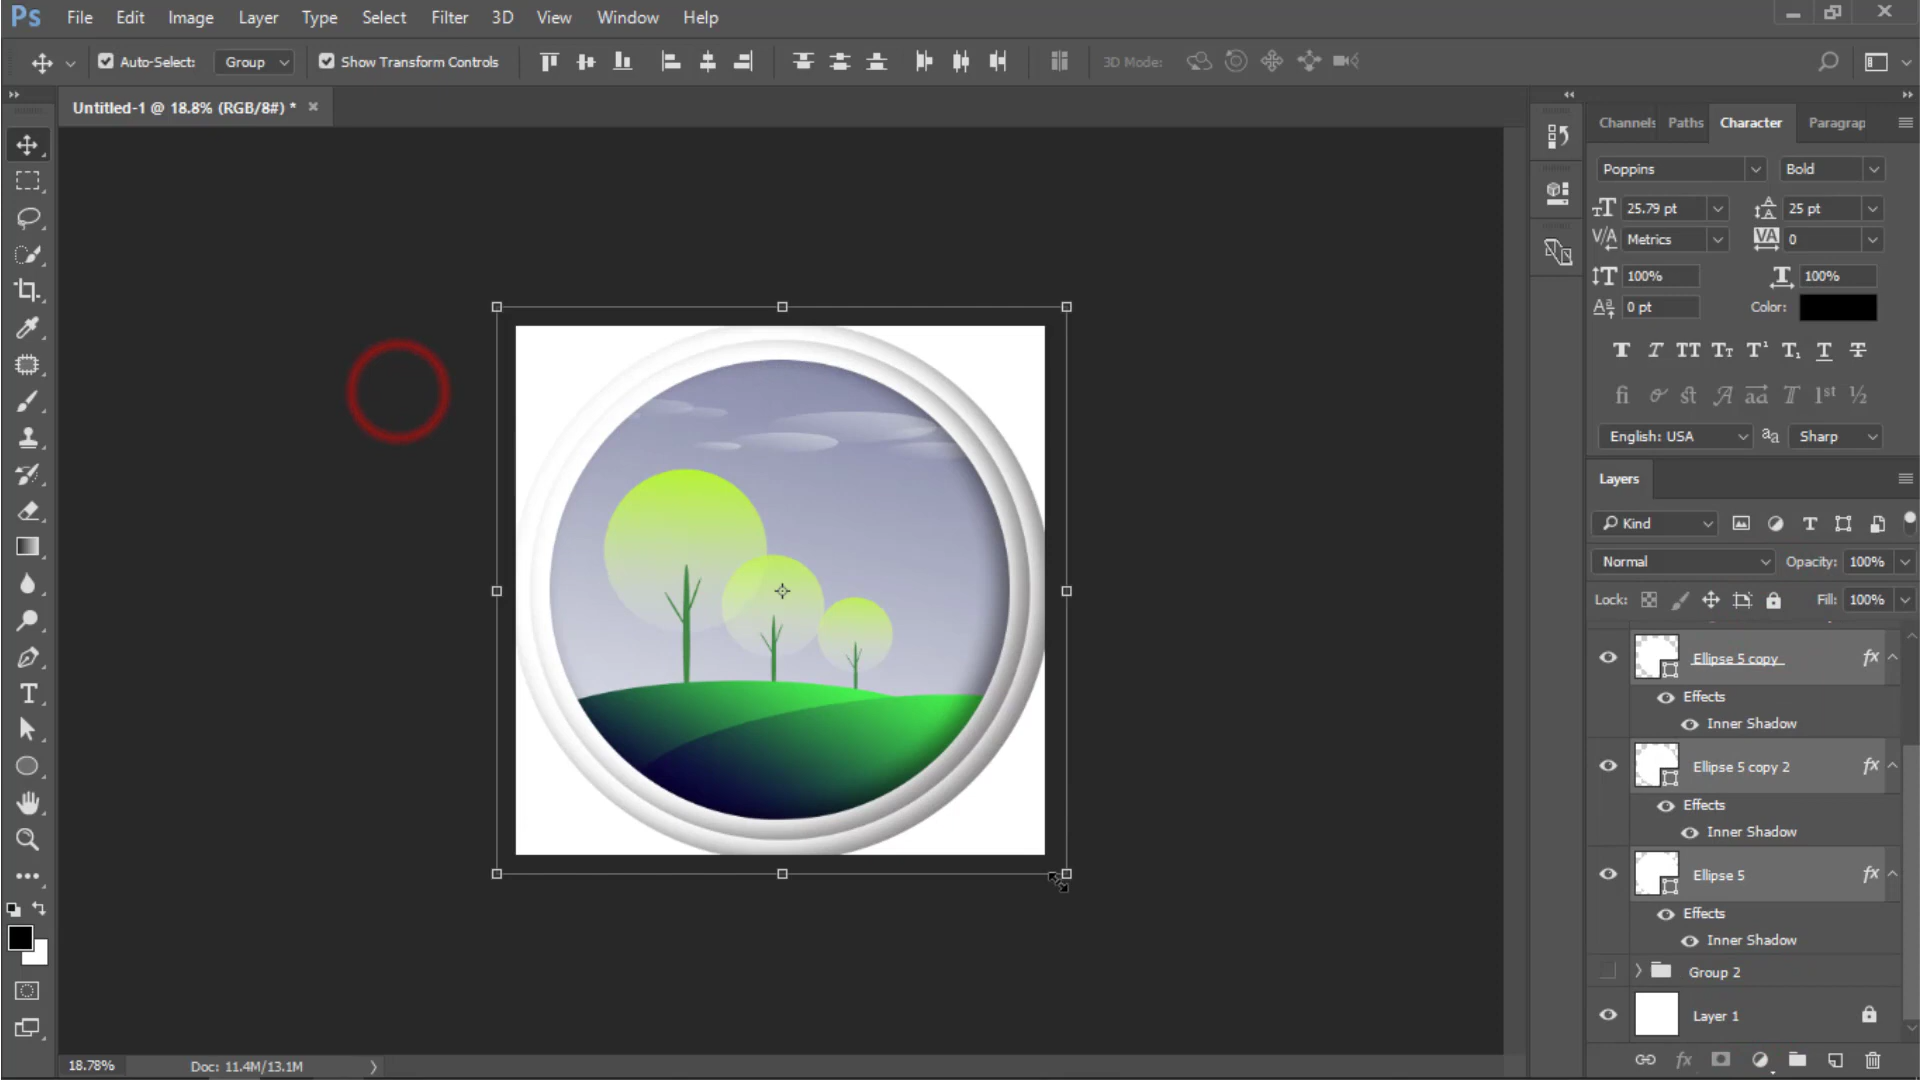 Ps File Edit Image Layer Type Select Filter 3D View Window Help
Auto-Select: Group Show Transform Controls 3D Mode:
Untitled-1 @ 18.8% (RGB/8#) *
Channels Paths Character Paragrap
Poppins Bold
25.79 pt 25 pt
Metrics 0
100% 100%
0 pt Color:
English: USA Sharp
Layers
Kind
Normal Opacity: 100%
Lock: Fill: 100%
Ellipse 5 copy fx
Effects
Inner Shadow
Ellipse 5 copy 2 fx
Effects
Inner Shadow
Ellipse 5 fx
Effects
Inner Shadow
Group 2
Layer 1
18.78% Doc: 11.4M/13.1M